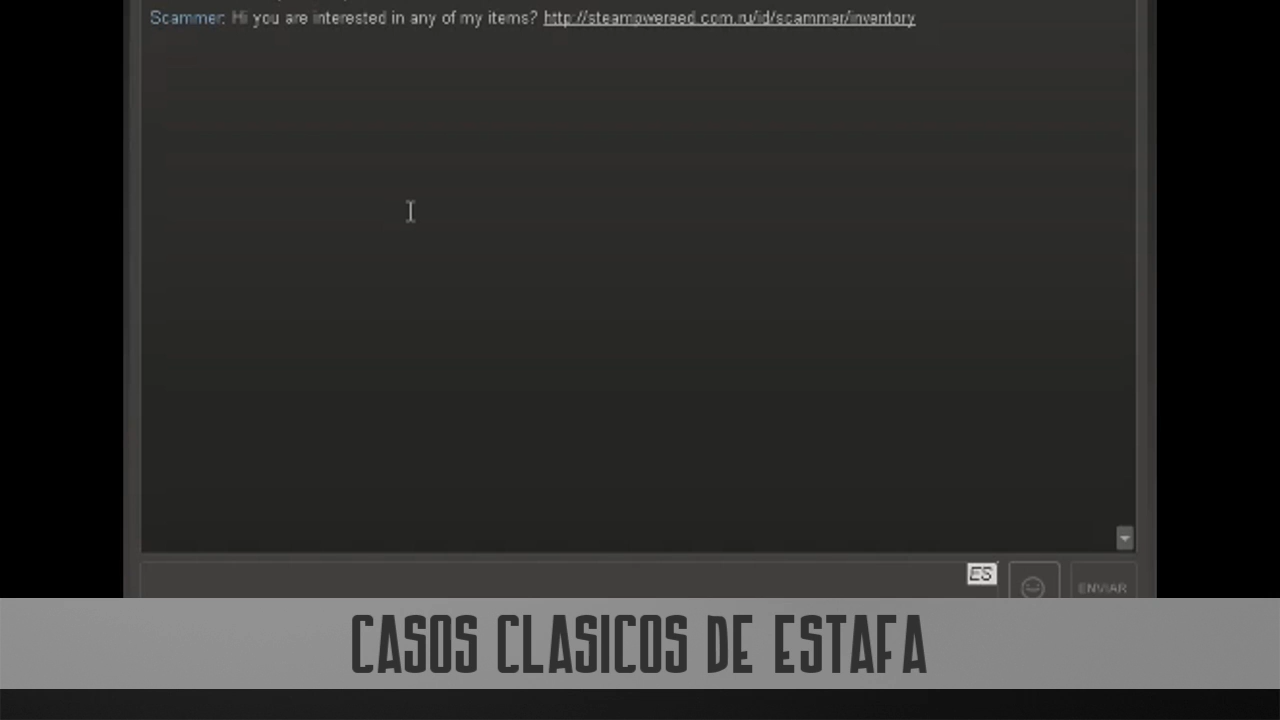 Scammer: Hi you are interested in any of my items? http://steampowereed.com.ru/id/scammer/inventory
ES
ENVIAR
CASOS CLASICOS DE ESTAFA